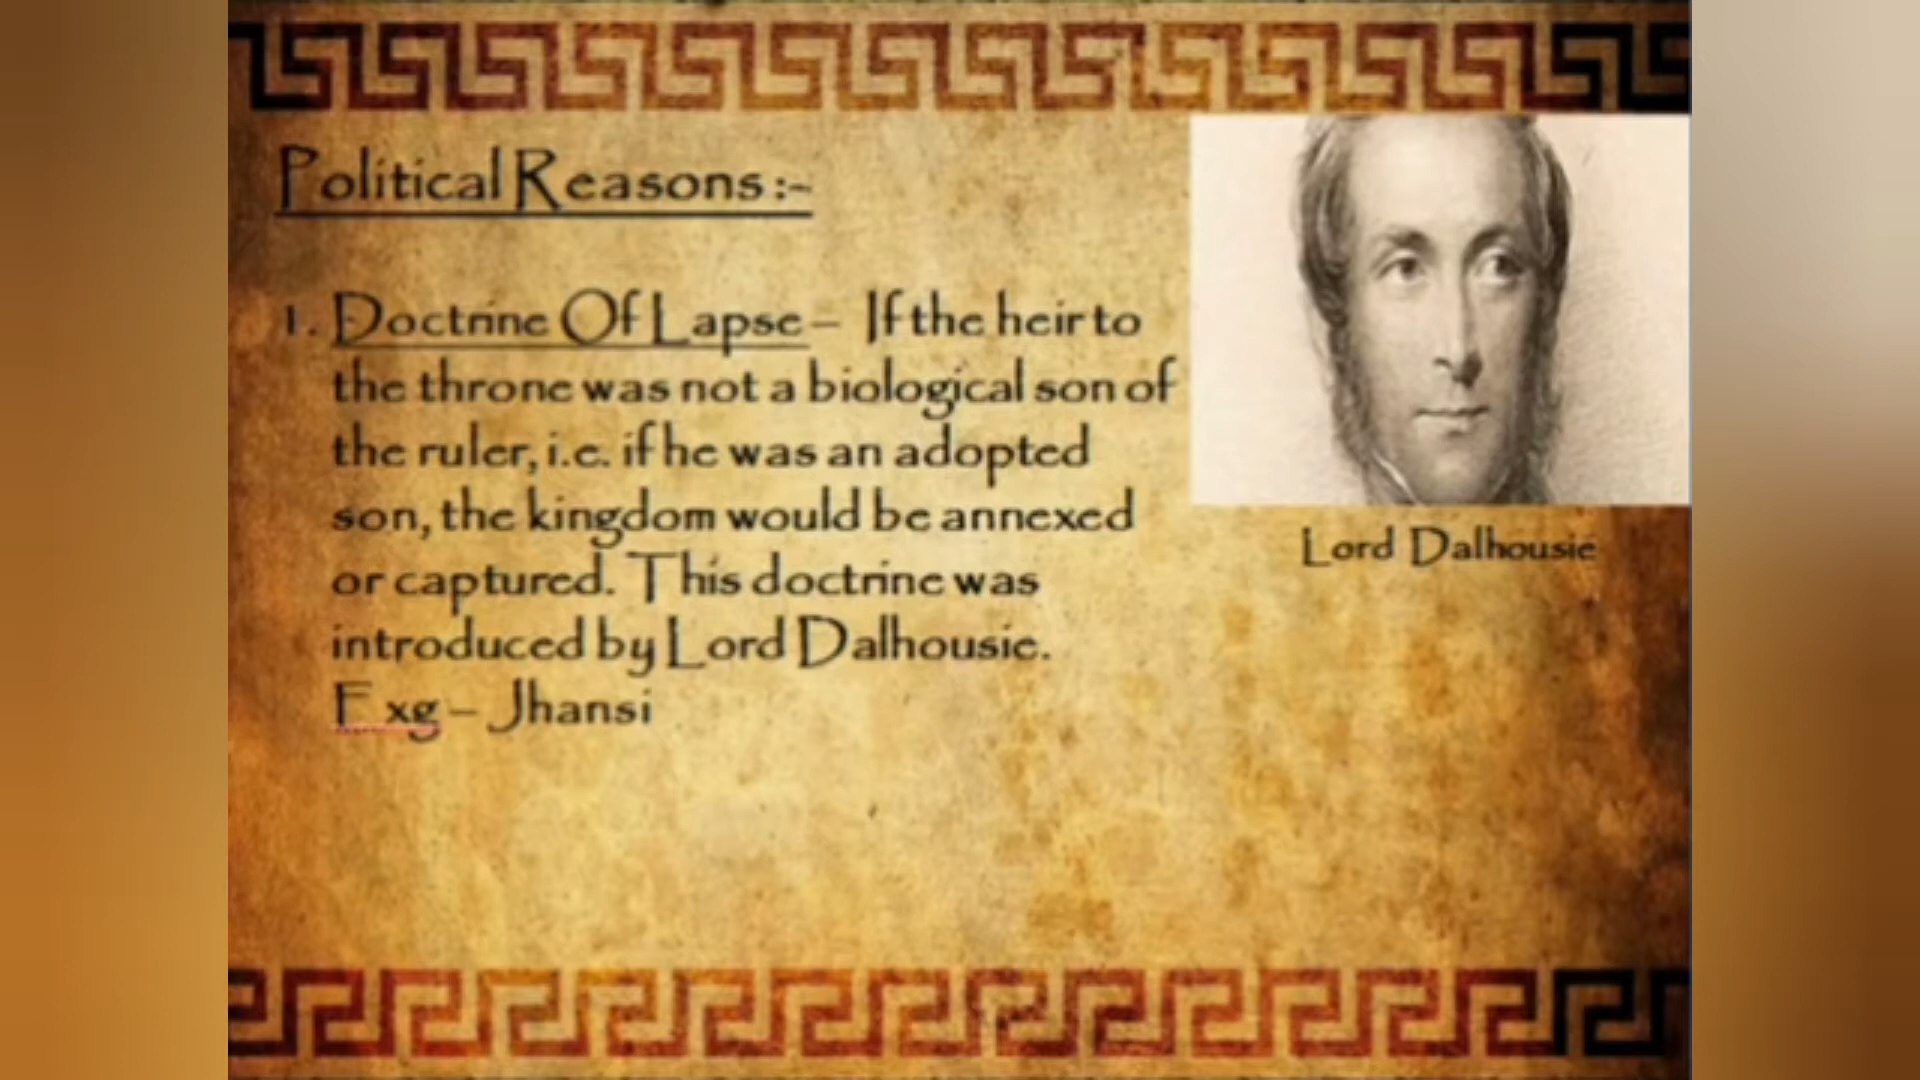 Political Reasons :-
1. Doctrine Of Lapse – If the heir to
the throne was not a biological son of
the ruler, i.e. if he was an adopted
son, the kingdom would be annexed
or captured. This doctrine was
introduced by Lord Dalhousie.
Exg – Jhansi
Lord Dalhousie